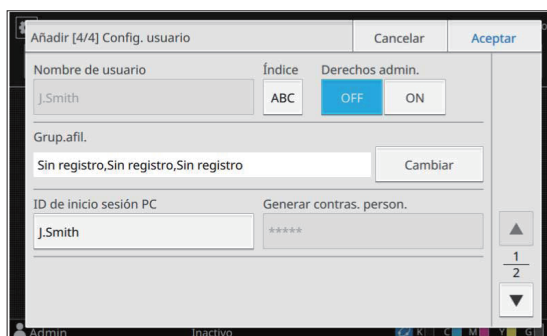 Añadir [4/4] Config. usuario
Cancelar
Aceptar
Nombre de usuario
Índice
Derechos admin.
J.Smith
ABC
OFF
ON
Grup.afil.
Sin registro,Sin registro,Sin registro
Cambiar
ID de inicio sesión PC
Generar contras. person.
J.Smith
*****
1
2
Admin
Inactivo
K
C
M
Y
G